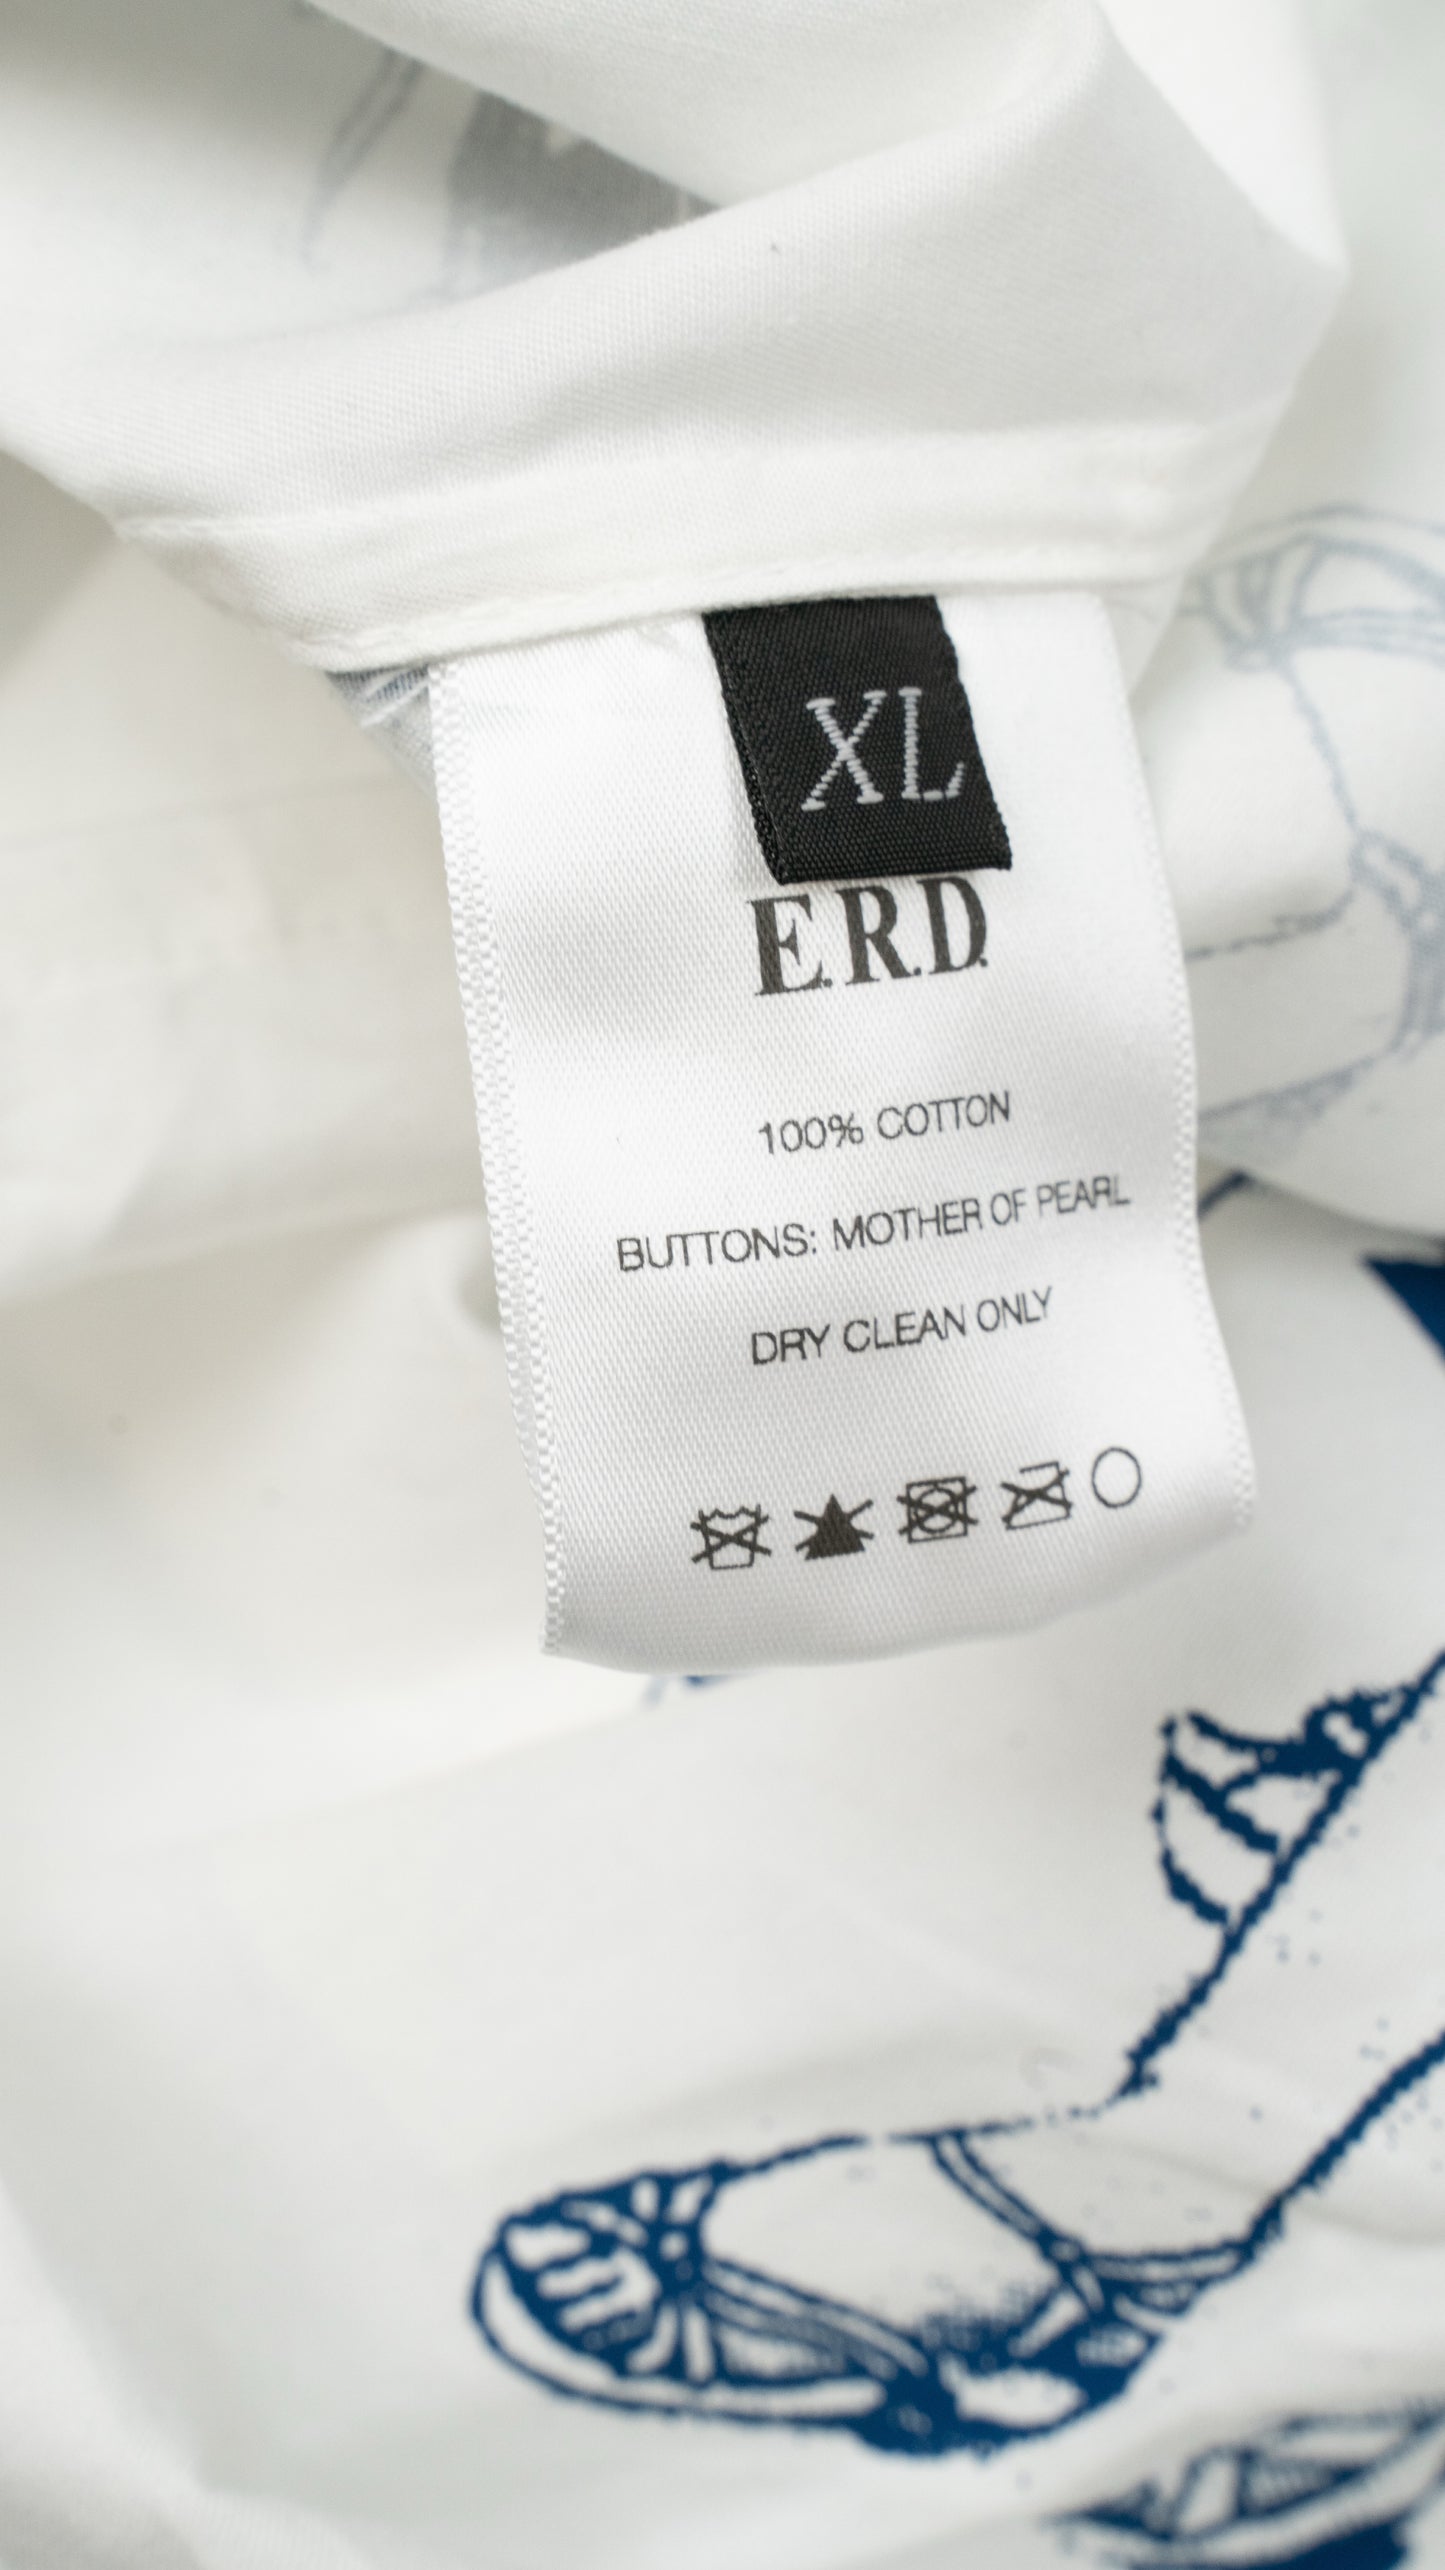 XL
E.R.D.
100% COTTON
BUTTONS: MOTHER OF PEARL
DRY CLEAN ONLY